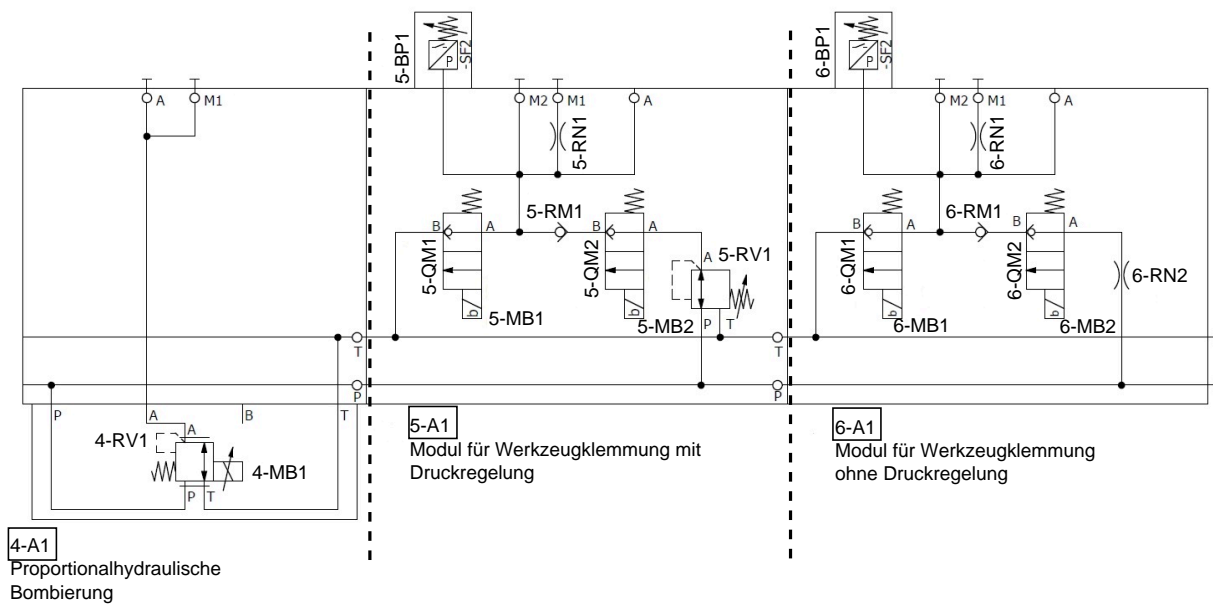 5-BP1
P
-SF2
6-BP1
P
-SF2
A
M1
M2
M1
A
M2
M1
A
5-RN1
6-RN1
B
A
5-RM1
B
A
5-QM1
5-QM2
A
5-RV1
B
A
6-RM1
B
A
6-QM1
6-QM2
6-RN2
b
5-MB1
b
5-MB2
P
T
b
6-MB1
b
6-MB2
T
T
P
P
P
A
B
T
4-RV1
A
4-MB1
P
T
5-A1
Modul für Werkzeugklemmung mit
Druckregelung
6-A1
Modul für Werkzeugklemmung
ohne Druckregelung
4-A1
Proportionalhydraulische
Bombierung